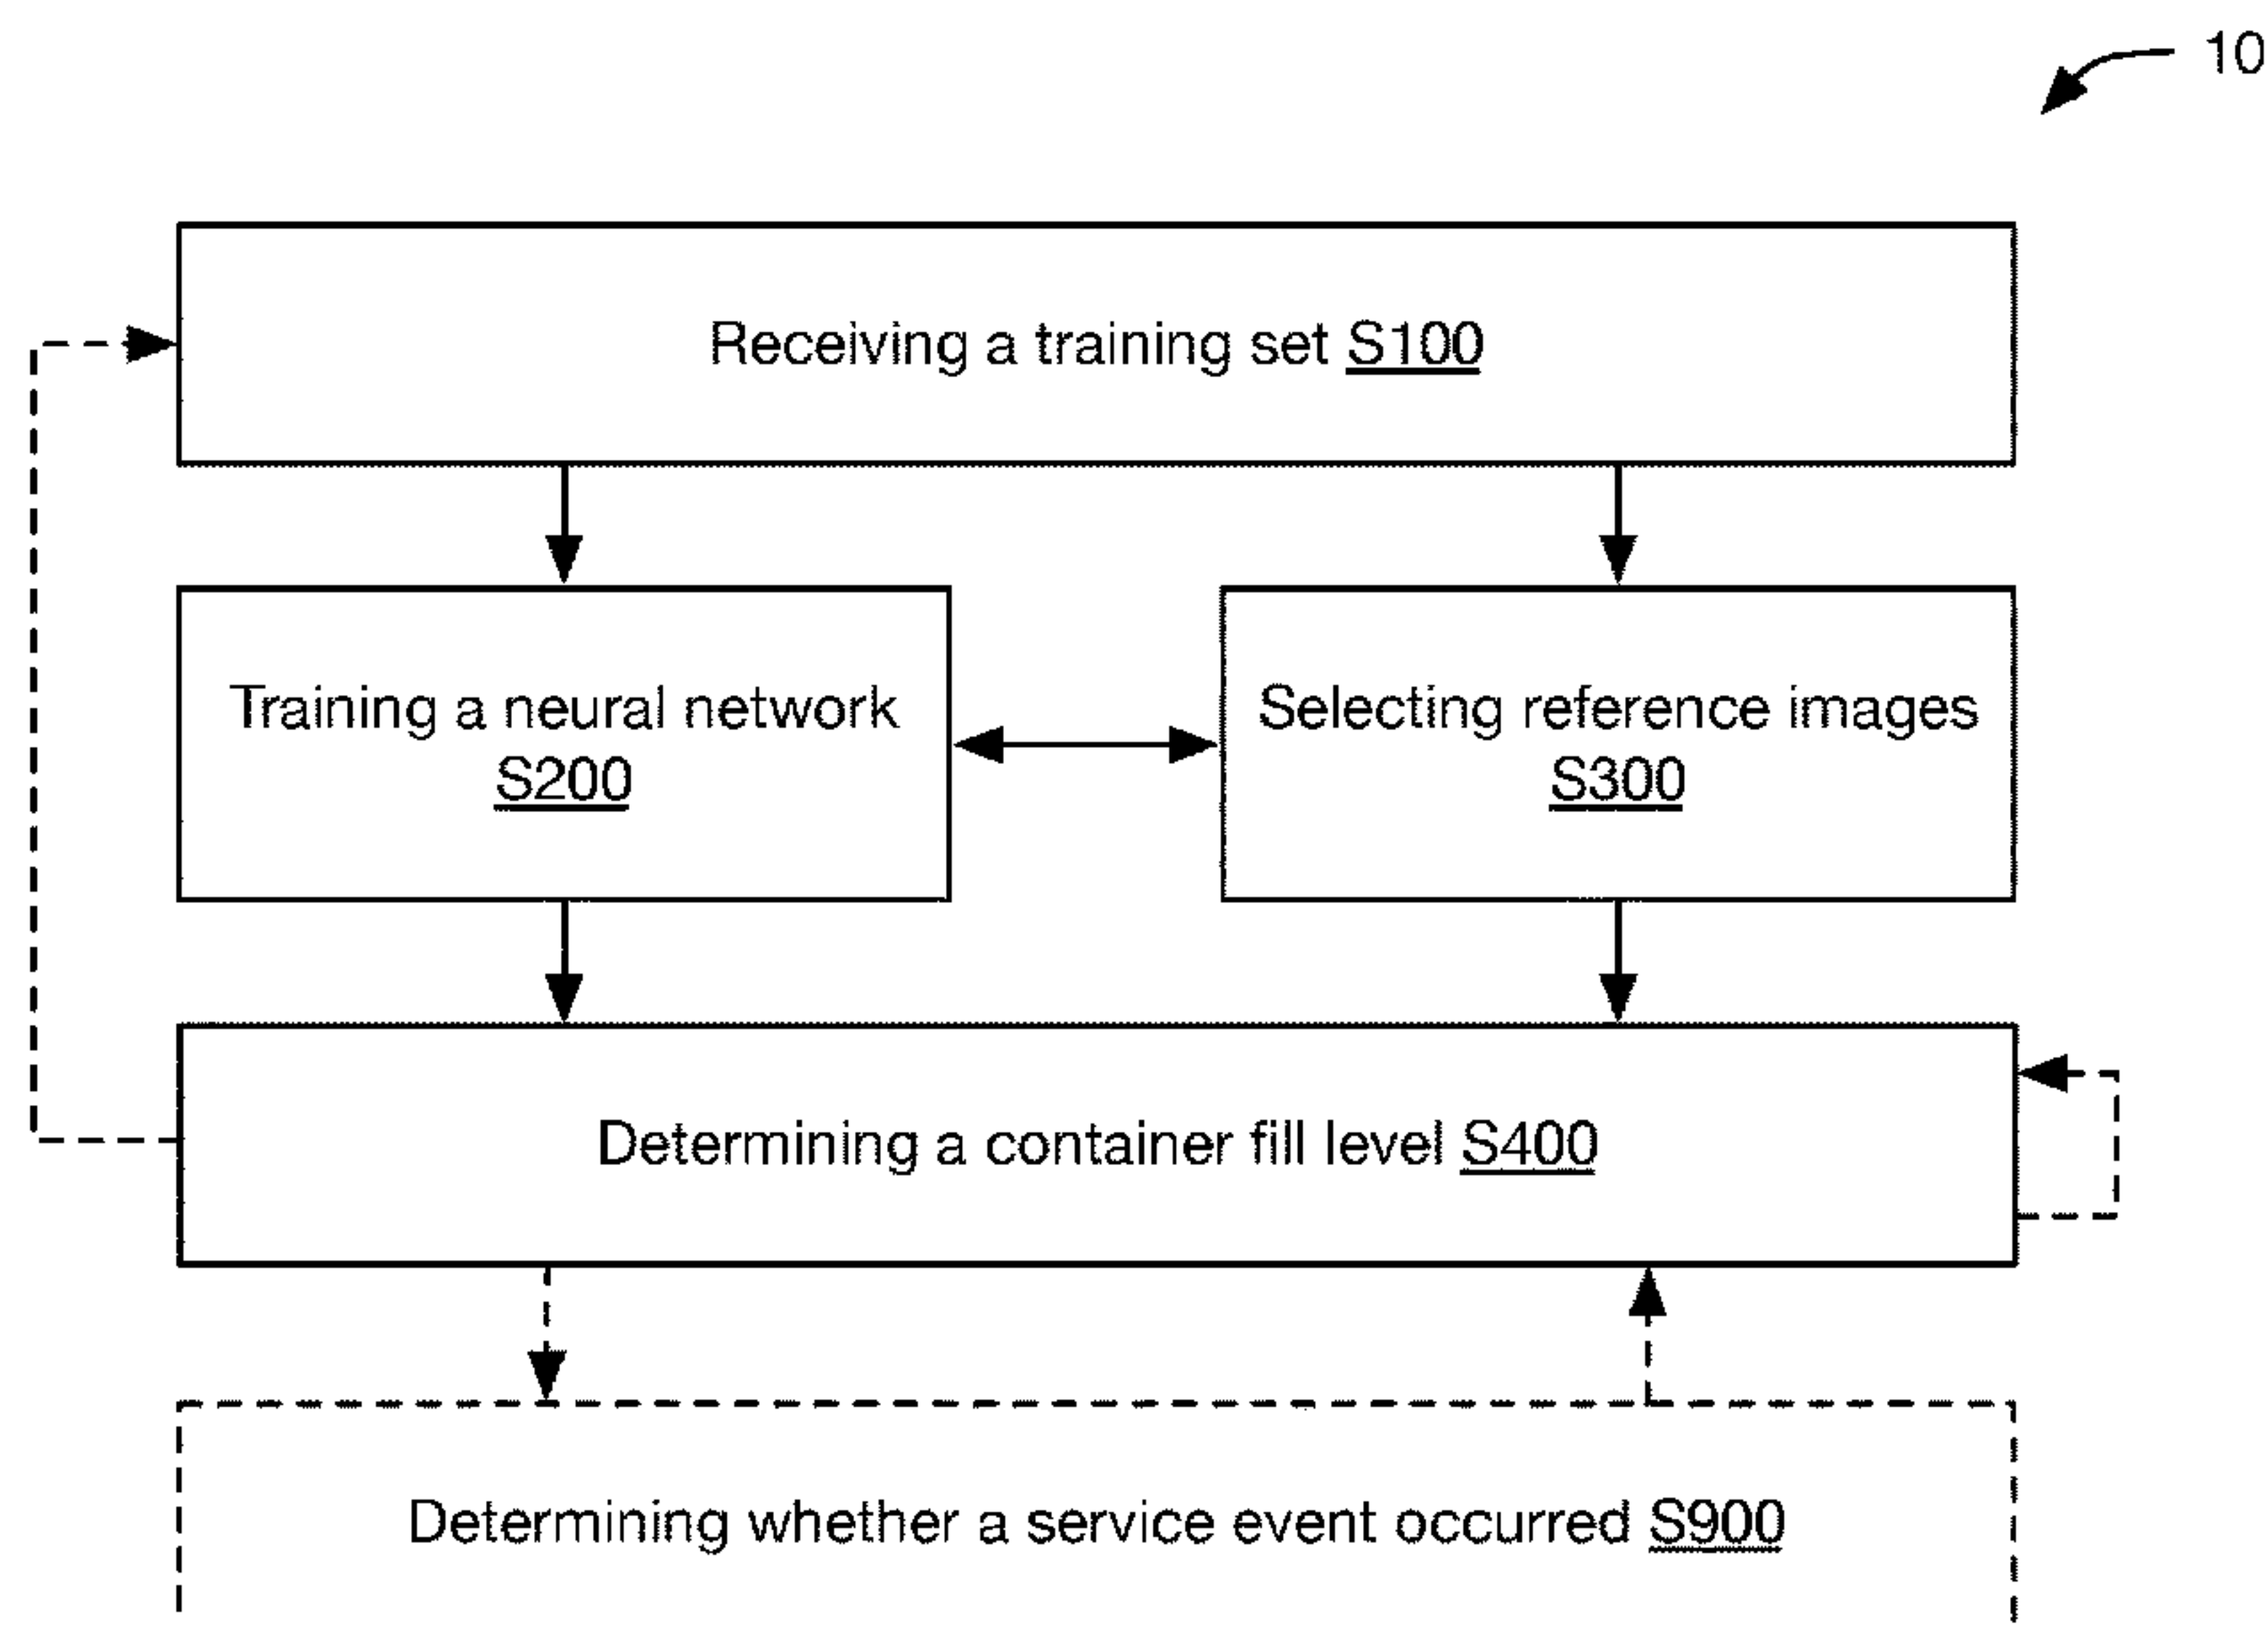 10
Receiving a training set S100
Training a neural network
S200
Selecting reference images
S300
Determining a container fill level S400
Determining whether a service event occurred S900